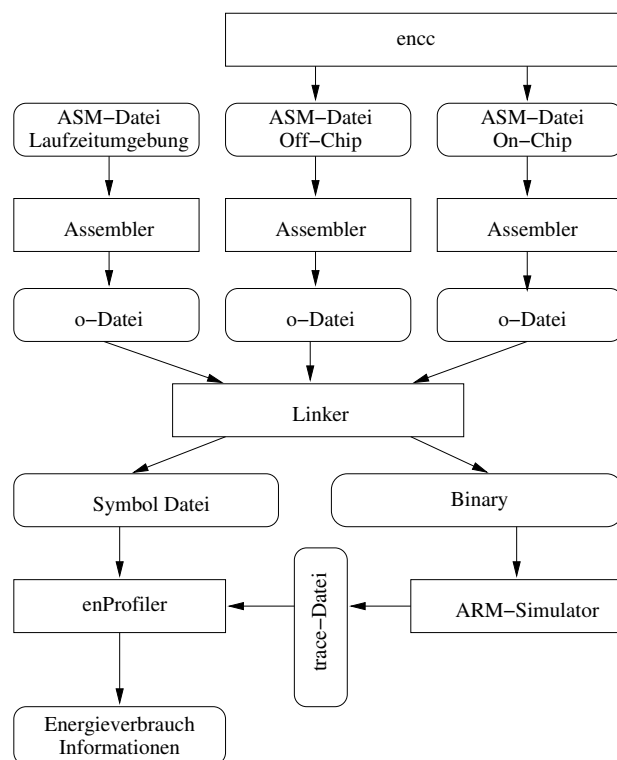 encc
ASM−Datei
Laufzeitumgebung
ASM−Datei
Off−Chip
ASM−Datei
On−Chip
Assembler
Assembler
Assembler
o−Datei
o−Datei
o−Datei
Linker
Symbol Datei
Binary
enProfiler
trace−Datei
ARM−Simulator
Energieverbrauch
Informationen